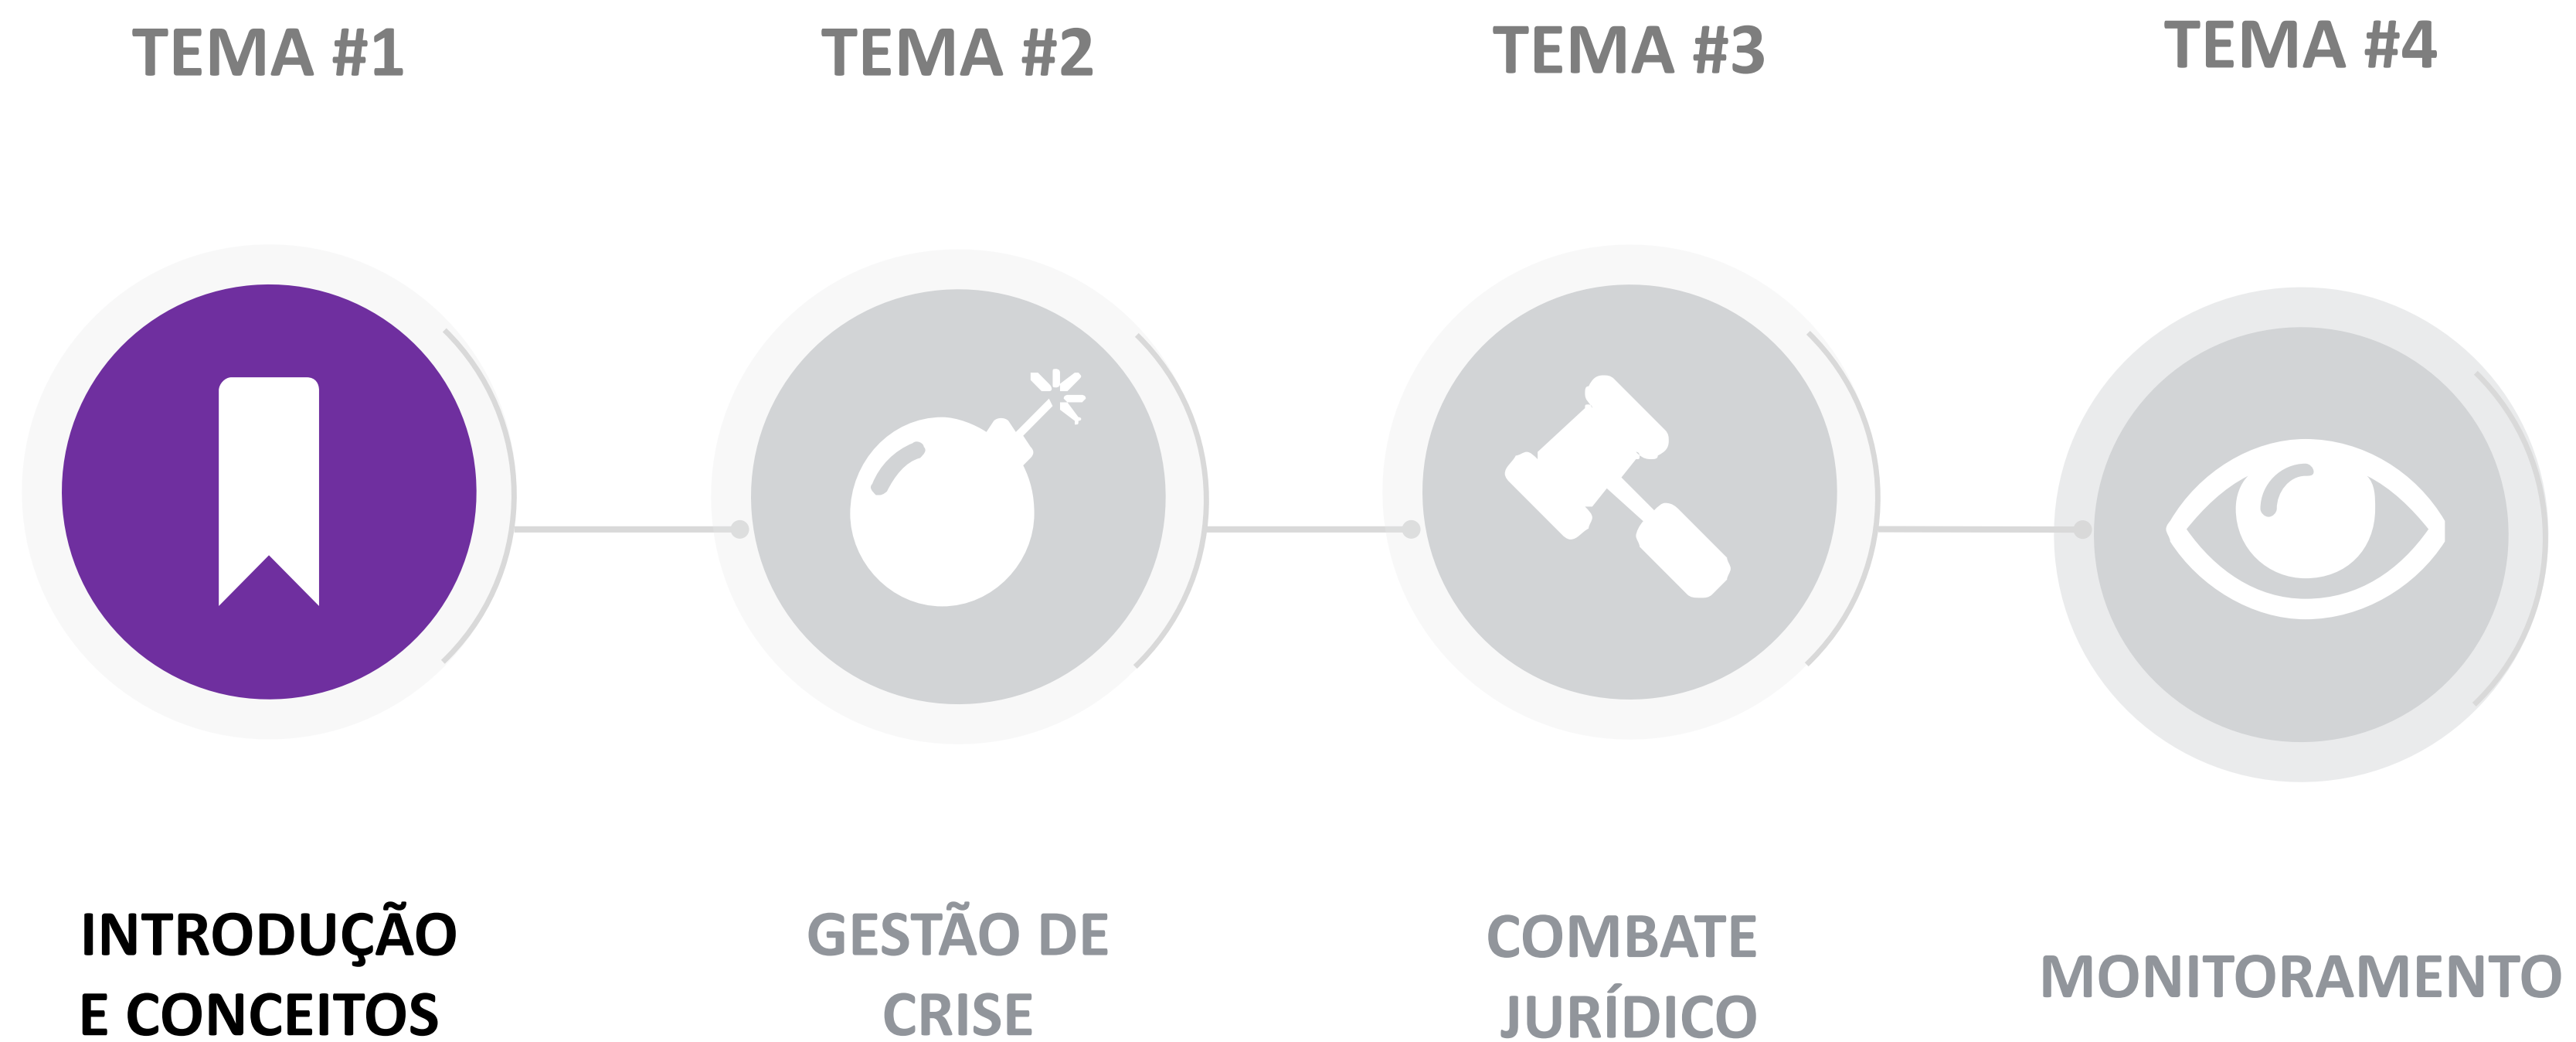 TEMA #1
TEMA #2
TEMA #3
TEMA #4
INTRODUÇÃO
E CONCEITOS
GESTÃO DE
CRISE
COMBATE
JURÍDICO
MONITORAMENTO